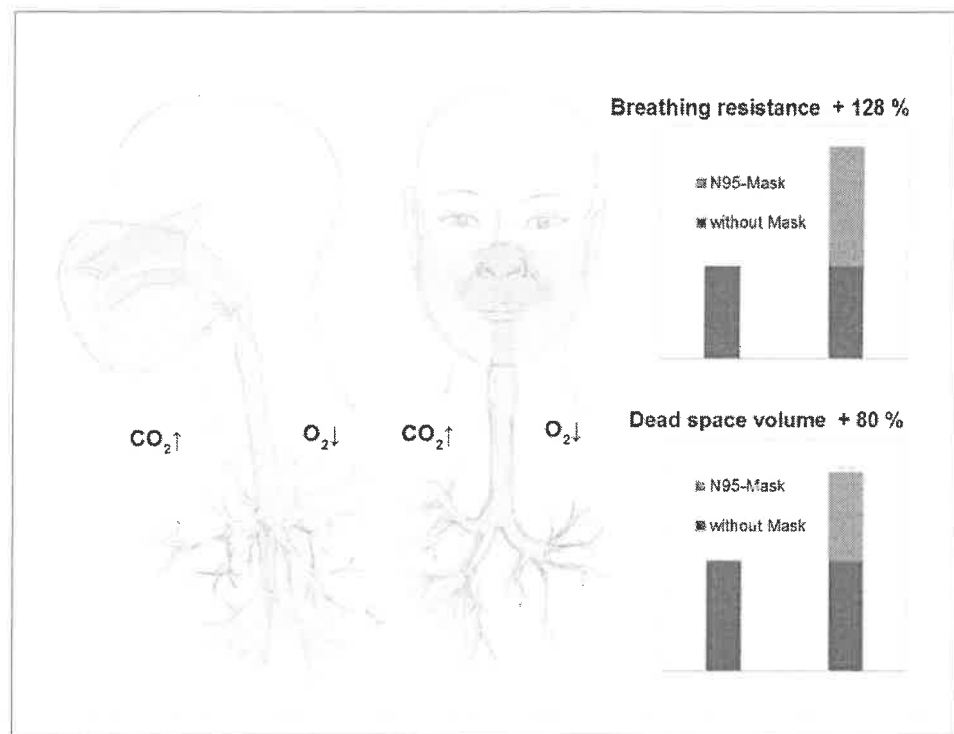 Breathing resistance + 128 %
N95-Mask
without Mask
CO₂↑ O₂↓ CO₂↑ O₂↓
Dead space volume + 80 %
N95-Mask
without Mask